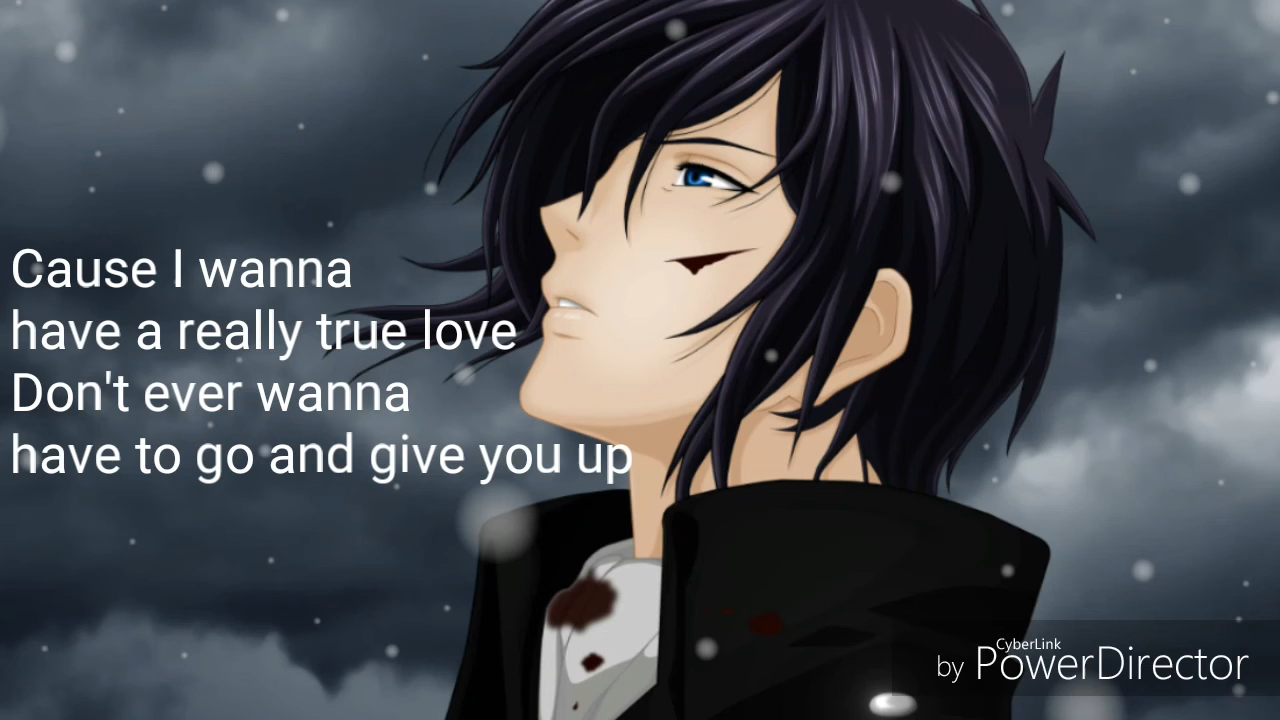 Cause I wanna
have a really true love
Don't ever wanna
have to go and give you up
CyberLink
by PowerDirector